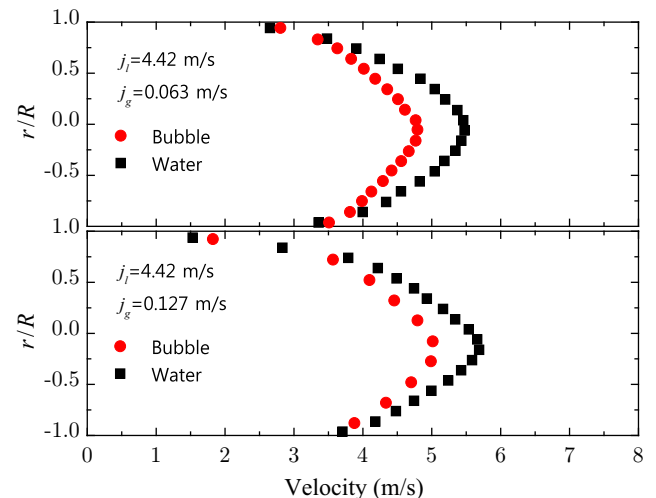 1.0
0.5
0.0
-0.5
1.0
r/R
j_l=4.42 m/s
j_g=0.063 m/s
Bubble
Water
1.0
0.5
0.0
-0.5
-1.0
r/R
j_l=4.42 m/s
j_g=0.127 m/s
Bubble
Water
0 1 2 3 4 5 6 7 8
Velocity (m/s)